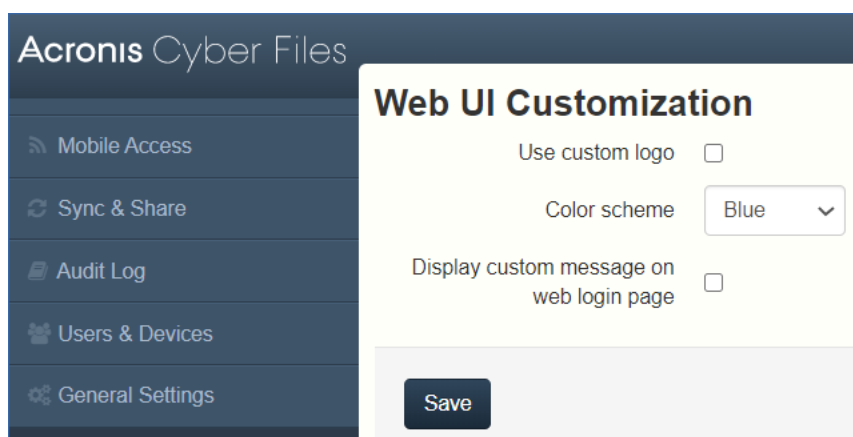 Acronis Cyber Files
Mobile Access
Sync & Share
Audit Log
Users & Devices
General Settings
Web UI Customization
Use custom logo
Color scheme
Blue
Display custom message on
web login page
Save